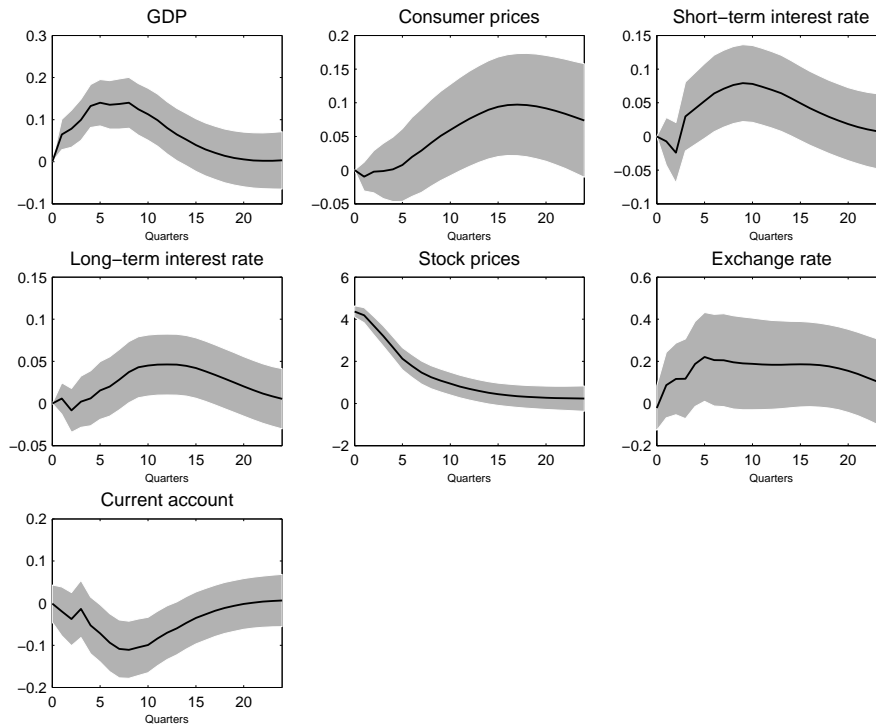 GDP
0.3
0.2
0.1
0
−0.1
0 5 10 15 20
Quarters
Consumer prices
0.2
0.15
0.1
0.05
0
−0.05
0 5 10 15 20
Quarters
Short−term interest rate
0.15
0.1
0.05
0
−0.05
−0.1
0 5 10 15 20
Quarters
Long−term interest rate
0.15
0.1
0.05
0
−0.05
0 5 10 15 20
Quarters
Stock prices
6
4
2
0
−2
0 5 10 15 20
Quarters
Exchange rate
0.6
0.4
0.2
0
−0.2
0 5 10 15 20
Quarters
Current account
0.2
0.1
0
−0.1
−0.2
0 5 10 15 20
Quarters